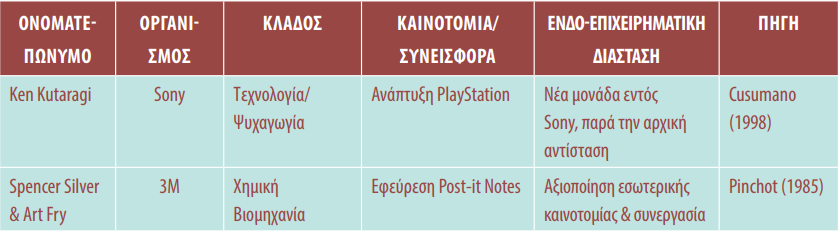 ΟΝΟΜΑΤΕ-
ΠΩΝΥΜΟ
ΟΡΓΑΝΙ-
ΣΜΟΣ
ΚΛΑΔΟΣ
ΚΑΙΝΟΤΟΜΙΑ/
ΣΥΝΕΙΣΦΟΡΑ
ΕΝΔΟ-ΕΠΙΧΕΙΡΗΜΑΤΙΚΗ
ΔΙΑΣΤΑΣΗ
ΠΗΓΗ
Ken Kutaragi
Sony
Τεχνολογία/
Ψυχαγωγία
Ανάπτυξη PlayStation
Νέα μονάδα εντός
Sony, παρά την αρχική
αντίσταση
Cusumano
(1998)
Spencer Silver
& Art Fry
3M
Χημική
Βιομηχανία
Εφεύρεση Post-it Notes
Αξιοποίηση εσωτερικής
καινοτομίας & συνεργασία
Pinchot (1985)